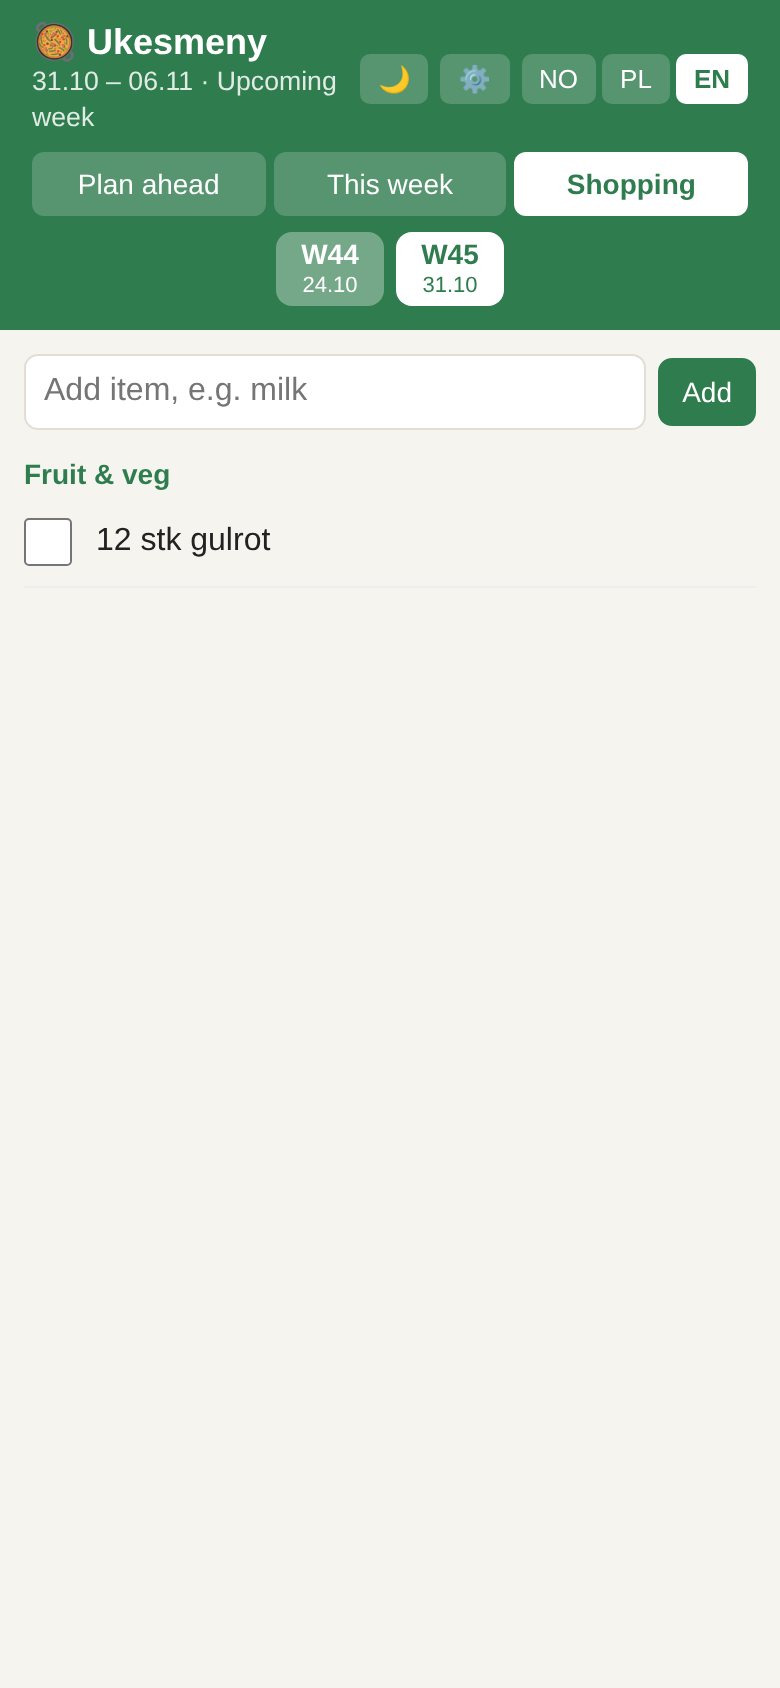 Ukesmeny
31.10 – 06.11 · Upcoming
week
NO PL EN
Plan ahead This week Shopping
W44 W45
24.10 31.10
Add item, e.g. milk Add
Fruit & veg
12 stk gulrot